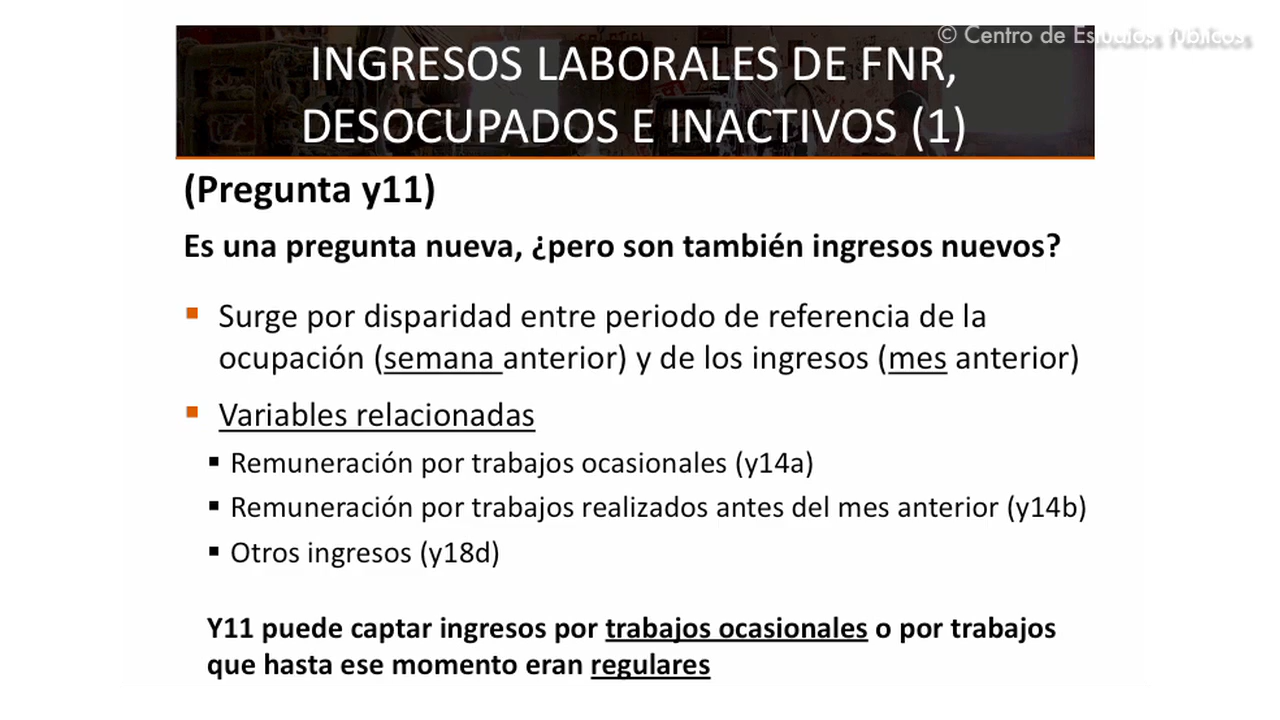 © Centro de Estudios Públicos
INGRESOS LABORALES DE FNR,
DESOCUPADOS E INACTIVOS (1)
(Pregunta y11)
Es una pregunta nueva, ¿pero son también ingresos nuevos?
▪ Surge por disparidad entre periodo de referencia de la
ocupación (semana anterior) y de los ingresos (mes anterior)
▪ Variables relacionadas
▪ Remuneración por trabajos ocasionales (y14a)
▪ Remuneración por trabajos realizados antes del mes anterior (y14b)
▪ Otros ingresos (y18d)
Y11 puede captar ingresos por trabajos ocasionales o por trabajos
que hasta ese momento eran regulares